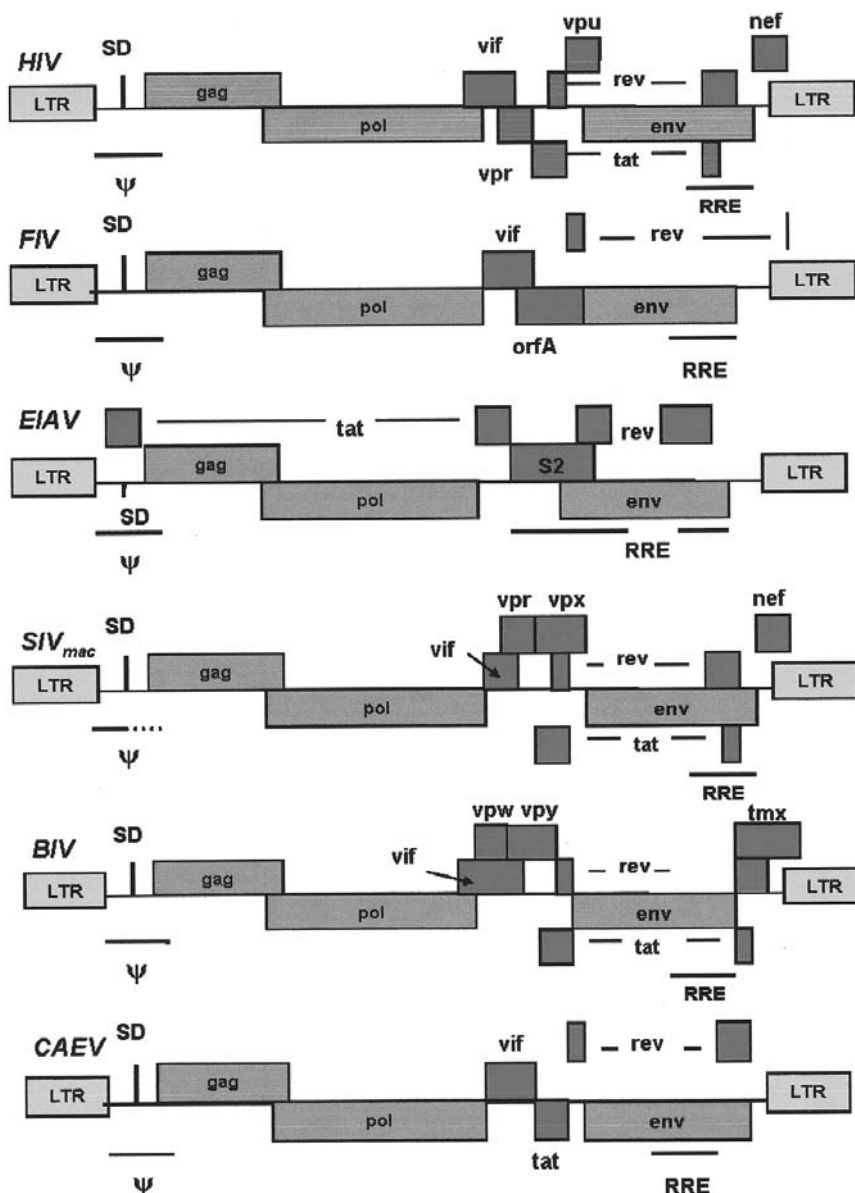 vpu nef
HIV SD vif
LTR gag rev LTR
pol env
ψ vpr tat
RRE
FIV SD vif rev
LTR gag LTR
pol env
ψ orfA RRE
EIAV tat rev
LTR gag S2 LTR
SD pol env
ψ RRE
vpr vpx nef
SIVmac SD vif rev
LTR gag LTR
pol env
ψ tat
RRE
vpw vpy tmx
BIV SD vif rev
LTR gag LTR
pol env
ψ tat
RRE
CAEV SD vif rev
LTR gag LTR
pol env
ψ tat RRE